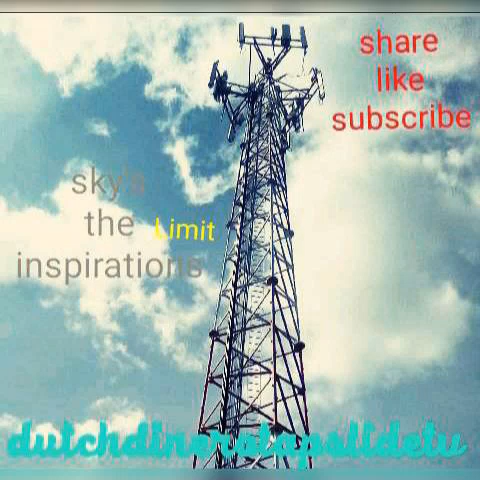 share
like
subscribe
sky's
the Limit
inspirations